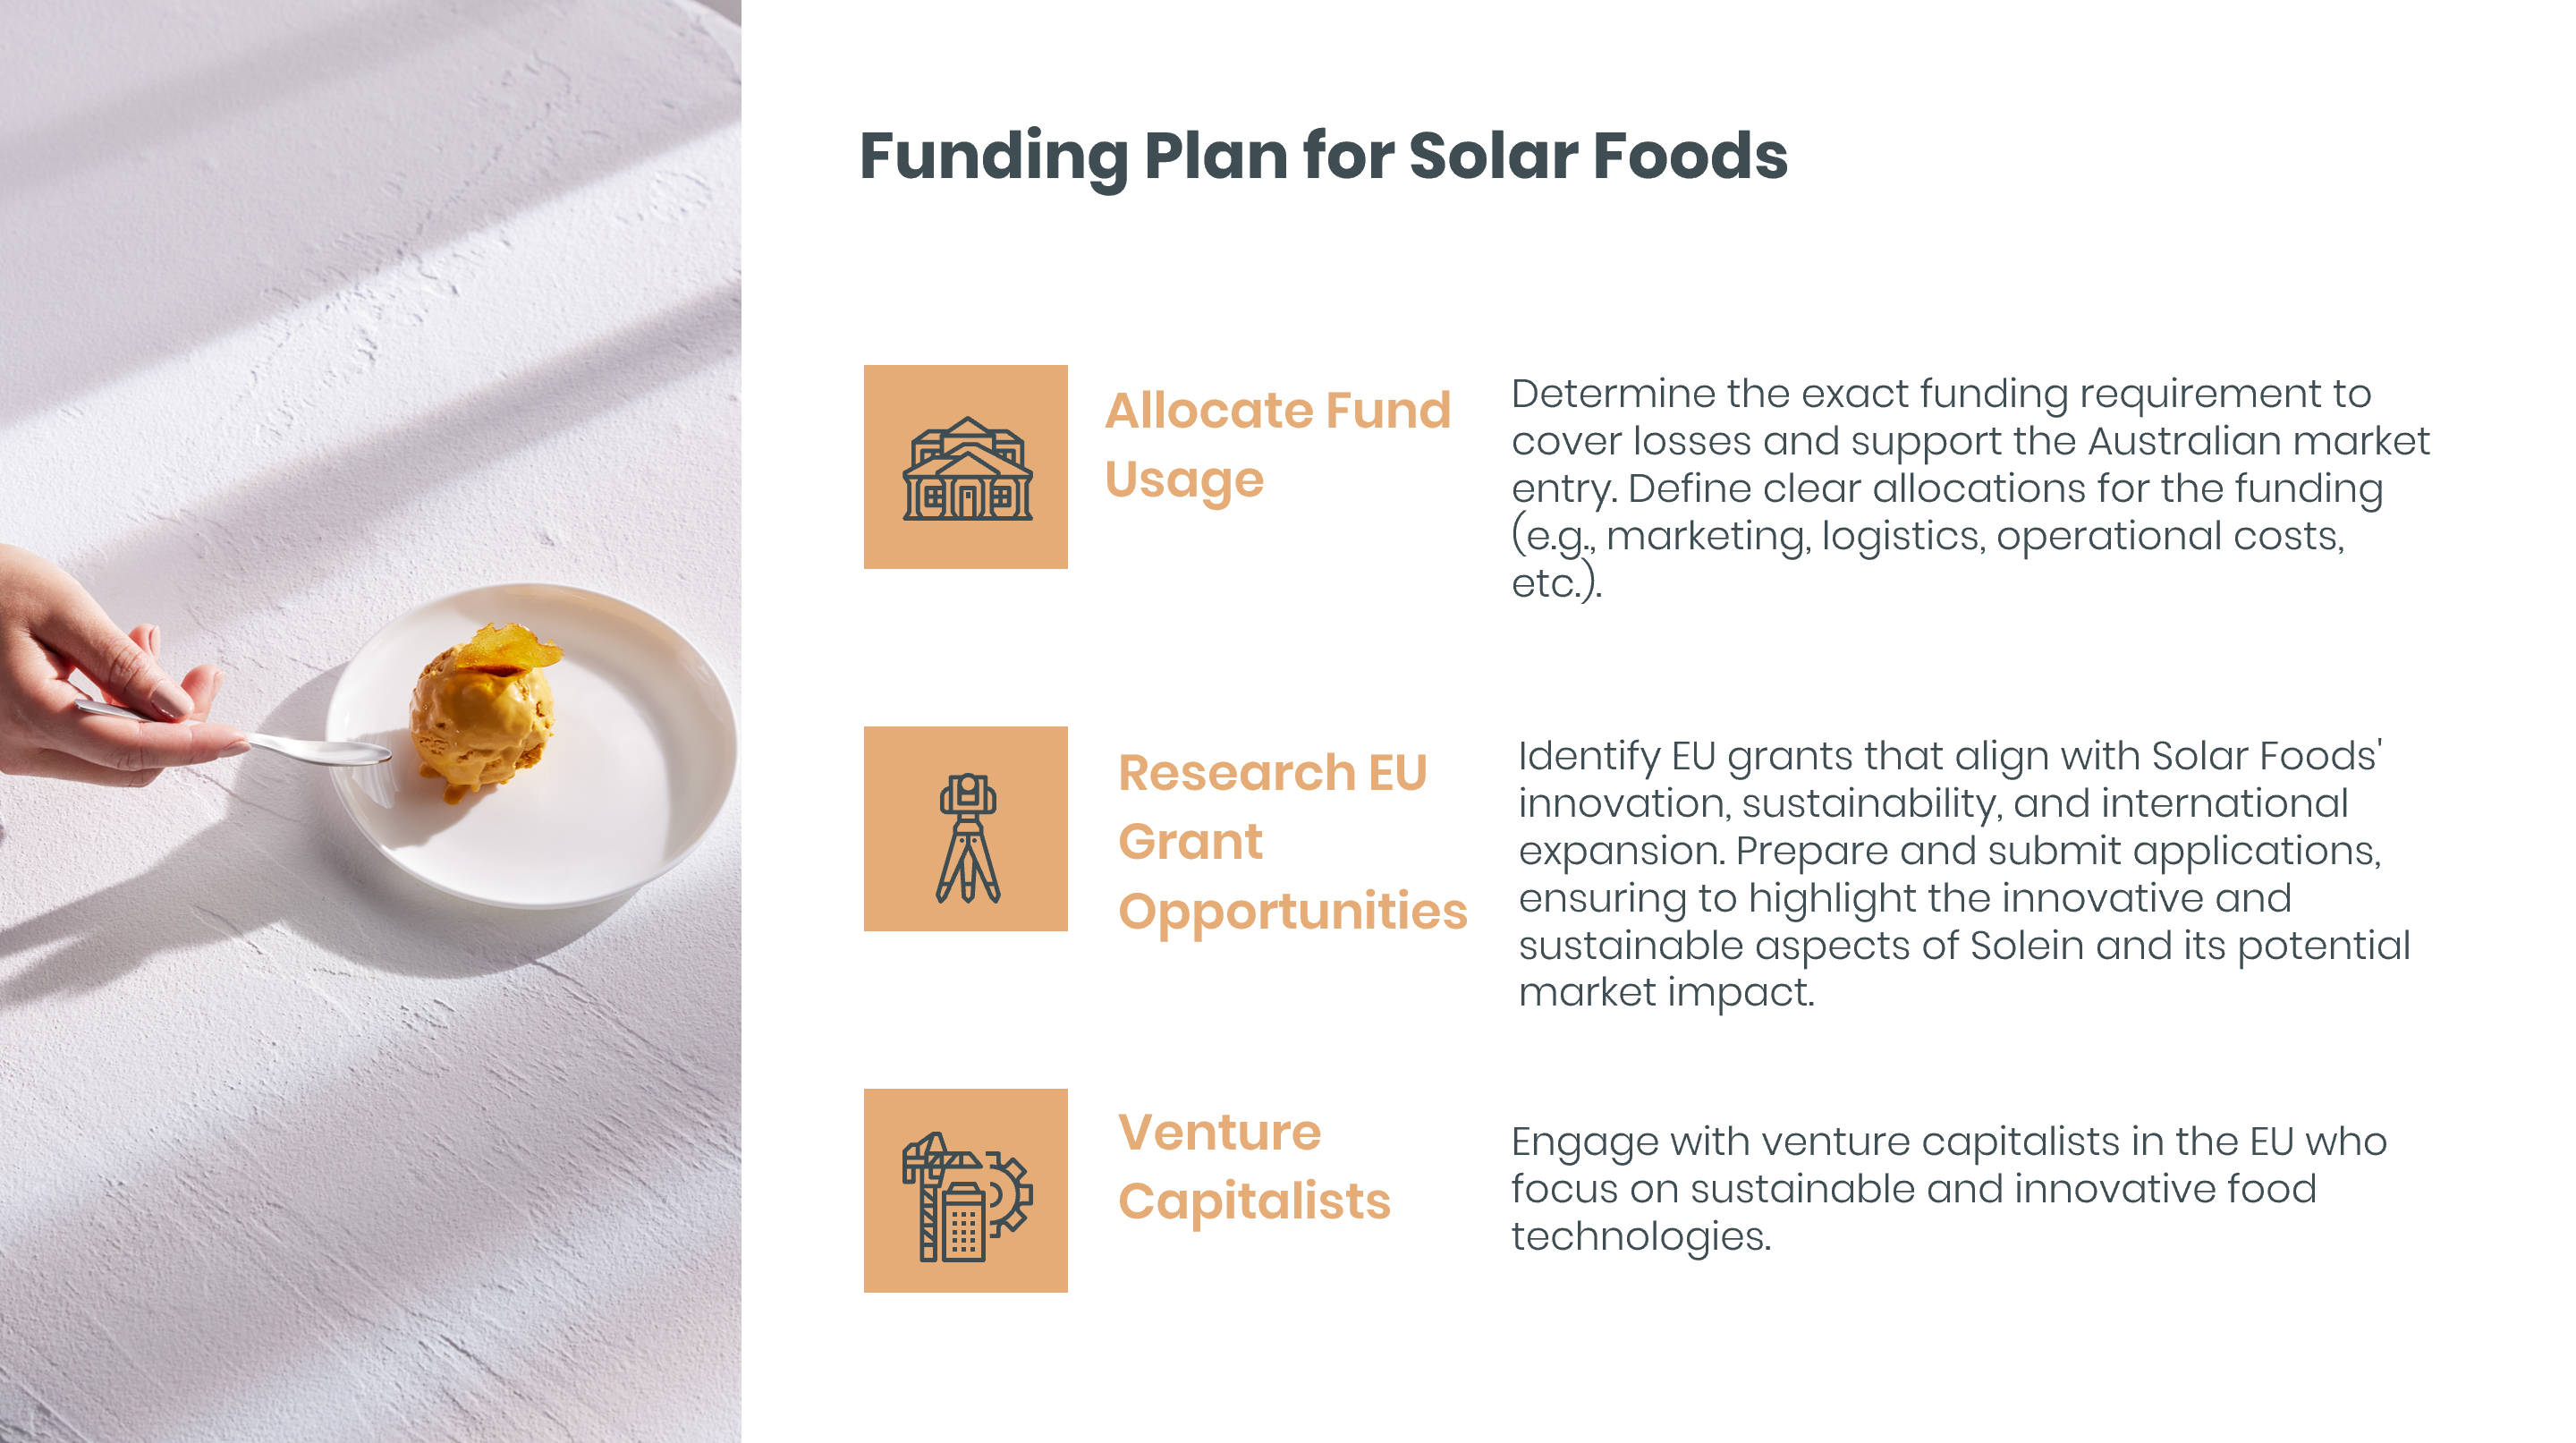 Funding Plan for Solar Foods
Allocate Fund
Usage
Determine the exact funding requirement to
cover losses and support the Australian market
entry. Define clear allocations for the funding
(e.g., marketing, logistics, operational costs,
etc.).
Research EU
Grant
Opportunities
Identify EU grants that align with Solar Foods'
innovation, sustainability, and international
expansion. Prepare and submit applications,
ensuring to highlight the innovative and
sustainable aspects of Solein and its potential
market impact.
Venture
Capitalists
Engage with venture capitalists in the EU who
focus on sustainable and innovative food
technologies.